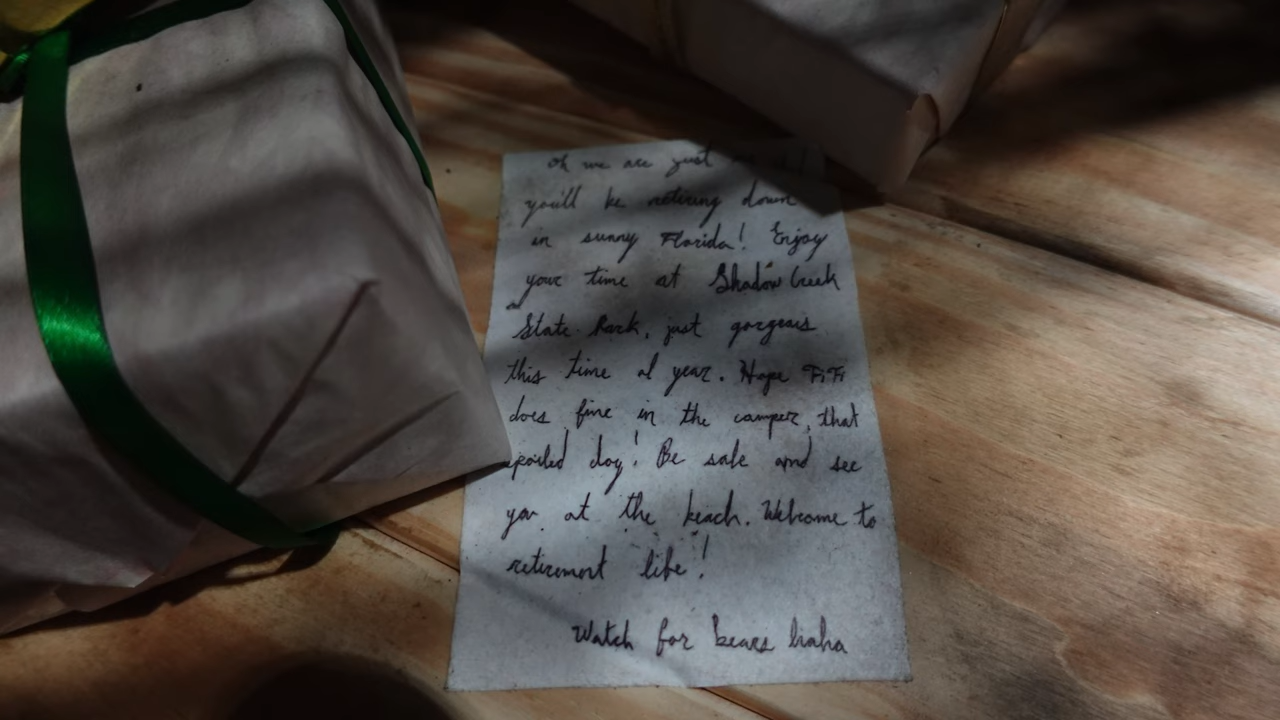 Oh we are just
you'll be retiring down
in sunny Florida! Enjoy
your time at Shadow Creek
State Park, just gorgeis
this time of year. Hope FiFi
does fine in the camper, that
spoiled dog! Be safe and see
you at the beach. Welcome to
retirement life!
Watch for bears haha